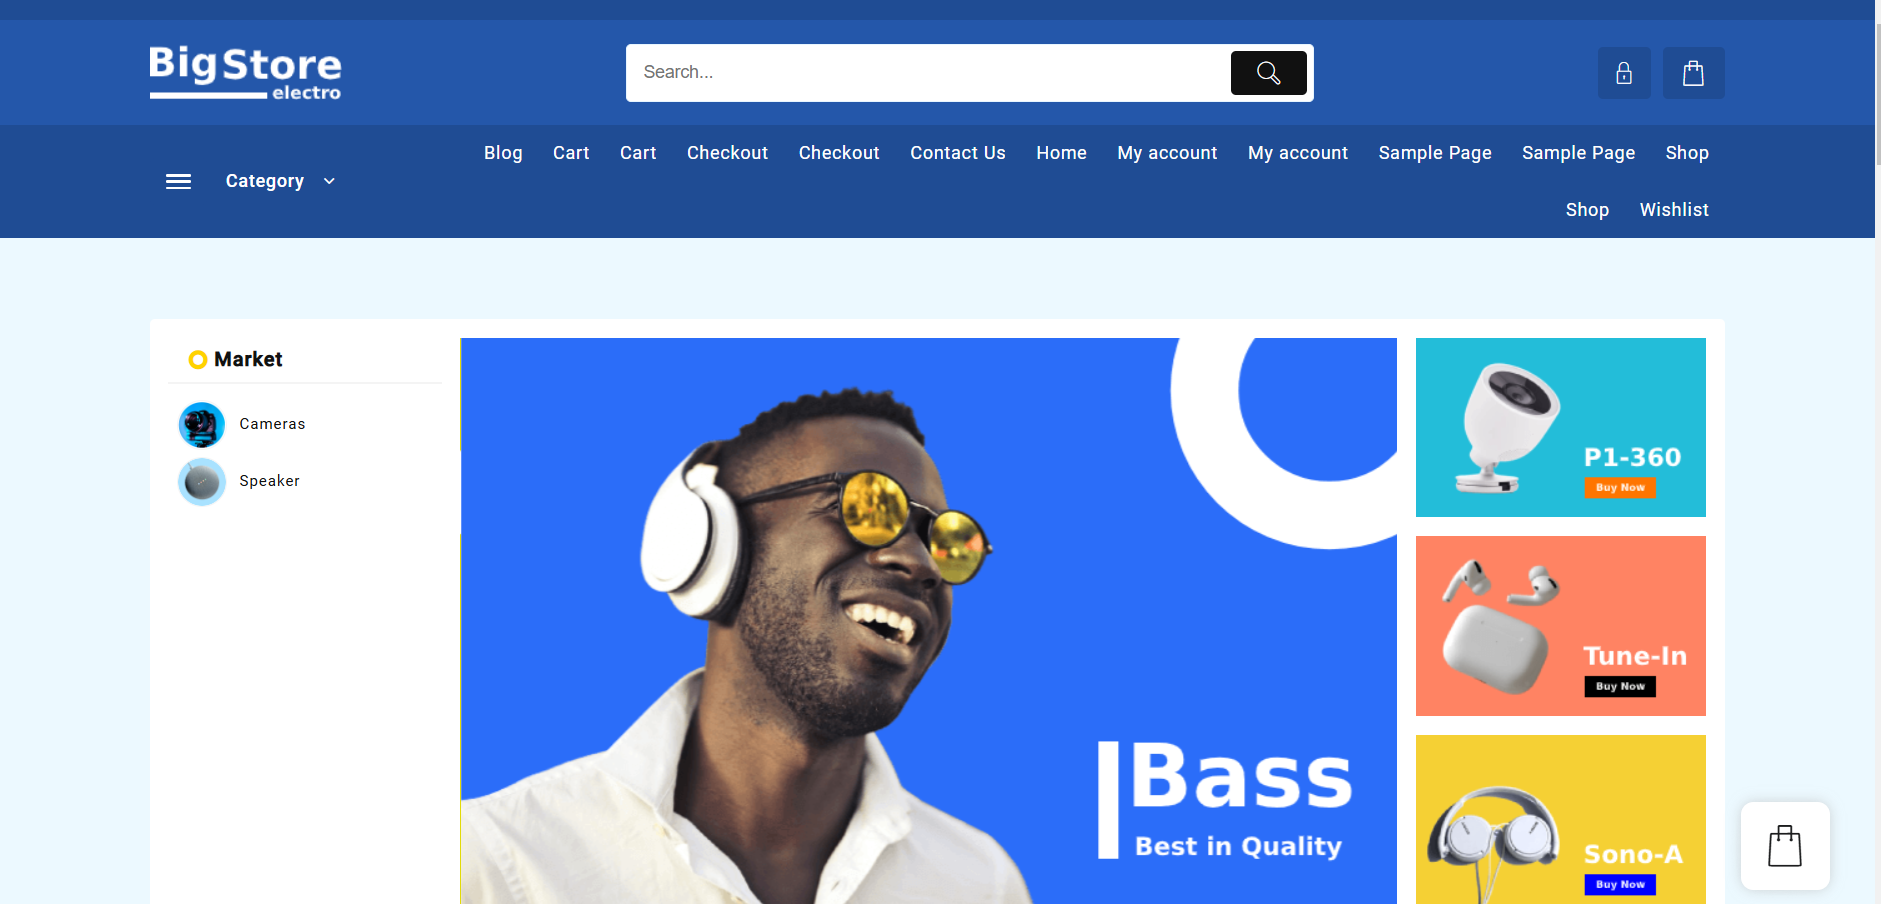 BigStore
electro
Search...
Blog Cart Cart Checkout Checkout Contact Us Home My account My account Sample Page Sample Page Shop
Category
Shop Wishlist
Market
Cameras
Speaker
Bass
Best in Quality
P1-360
Buy Now
Tune-In
Buy Now
Sono-A
Buy Now